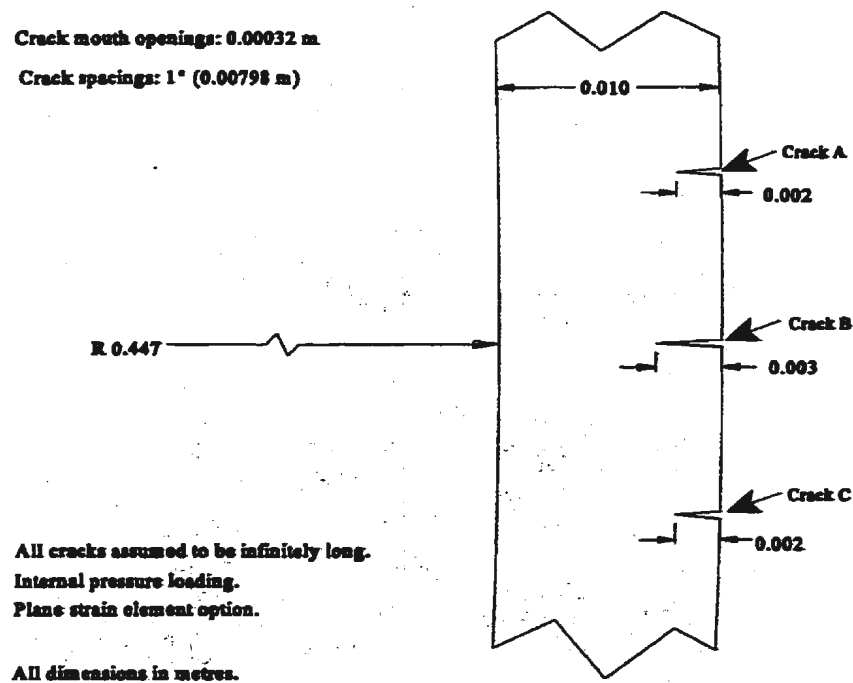 Crack mouth openings: 0.00032 m
Crack spacings: 1° (0.00798 m)
0.010
Crack A
0.002
Crack B
R 0.447
0.003
Crack C
0.002
All cracks assumed to be infinitely long.
Internal pressure loading.
Plane strain element option.
All dimensions in metres.